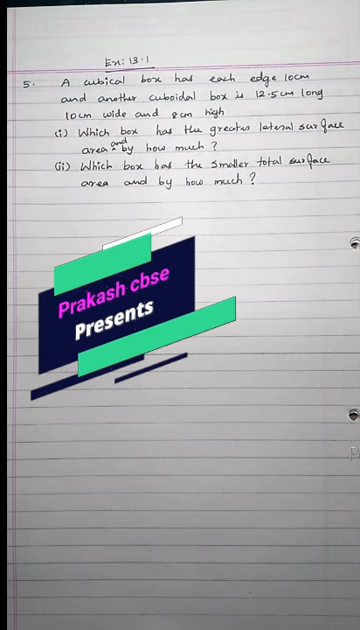 Ex: 13.1
5. A cubical box has each edge 10cm
and another cuboidal box is 12.5cm long
10cm wide and 8cm high
(i) Which box has the greater lateral surface
area and by how much ?
(ii) Which box has the smaller total surface
area and by how much ?
Prakash cbse
Presents